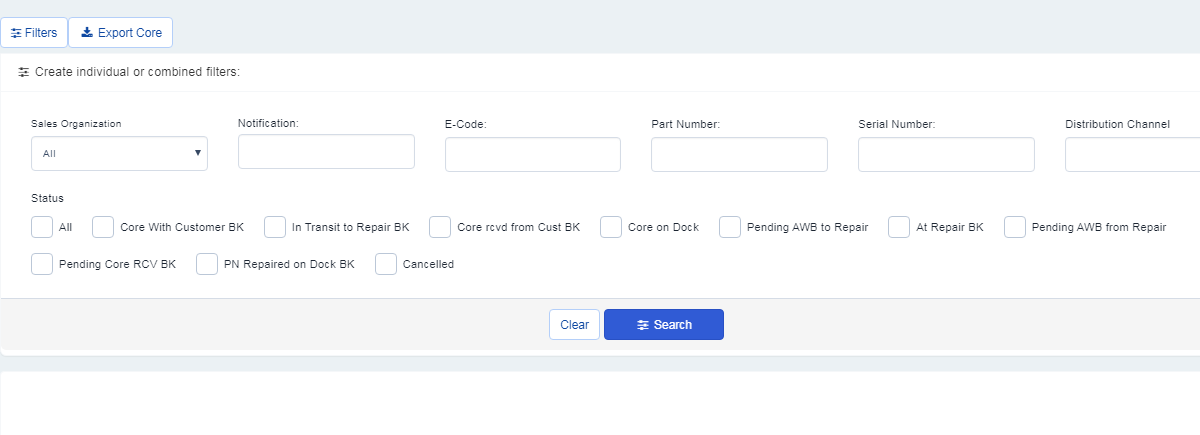 Filters Export Core
Create individual or combined filters:
Sales Organization Notification: E-Code: Part Number: Serial Number: Distribution Channel
All
Status
All Core With Customer BK In Transit to Repair BK Core rcvd from Cust BK Core on Dock Pending AWB to Repair At Repair BK Pending AWB from Repair
Pending Core RCV BK PN Repaired on Dock BK Cancelled
Clear Search